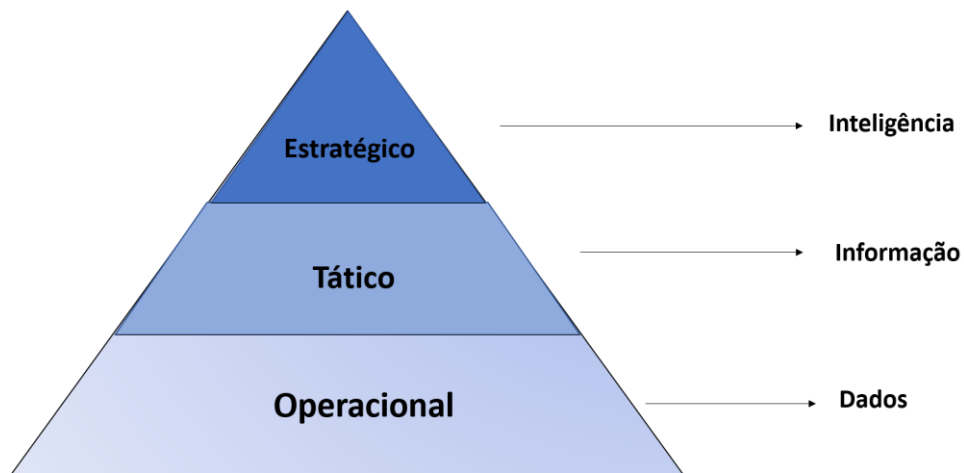 Estratégico
Inteligência
Tático
Informação
Operacional
Dados